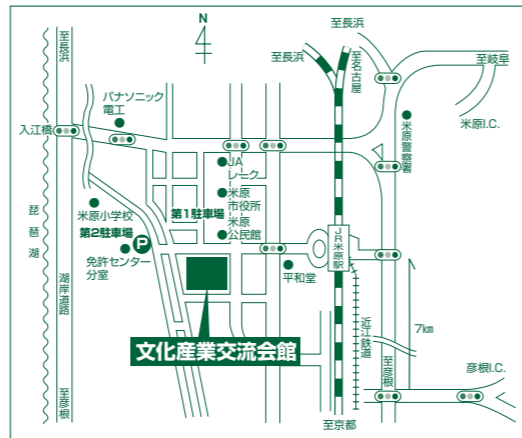 N
至長浜
至長浜
至長浜
至名古屋
至岐阜
パナソニック
電工
入江橋
米原I.C.
米原警察署
JA
レーク
米原小学校
米原
市役所
第1駐車場
第2駐車場
P
米原
公民館
免許センター
分室
琵琶湖
平和堂
JR米原駅
湖岸道路
近江鉄道
7km
文化産業交流会館
至彦根
彦根I.C.
至彦根
至京都